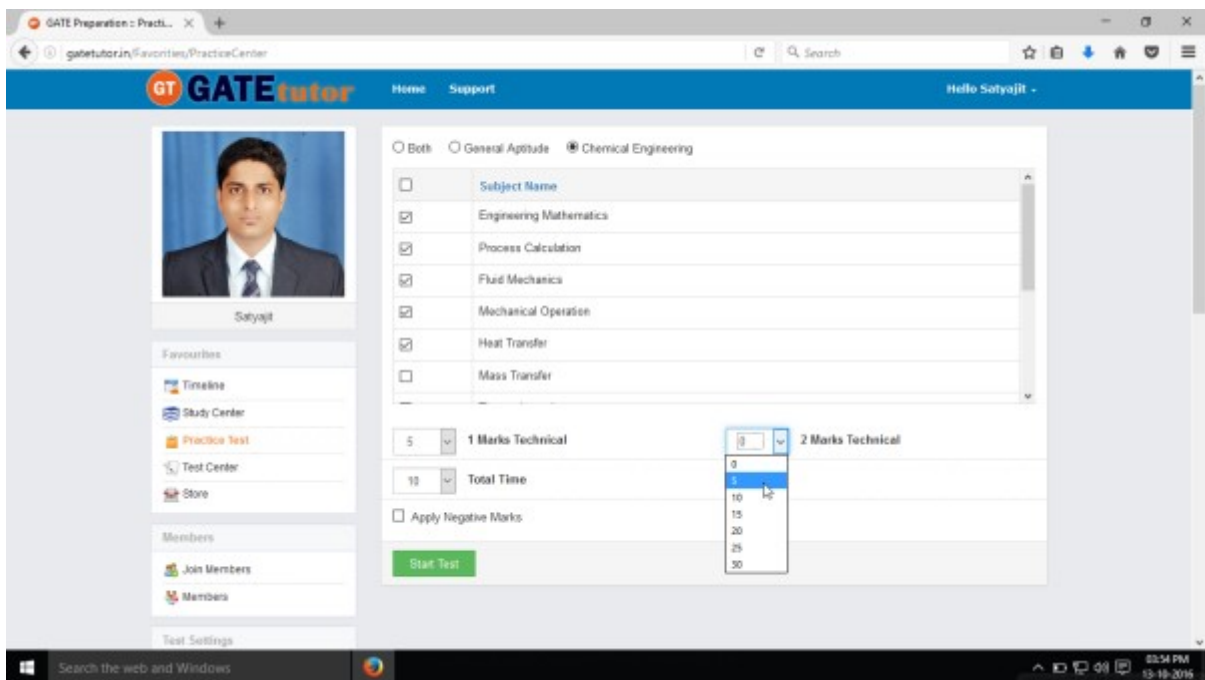 GATE Preparation :: Practi...
gatetutor.in/Favorities/PracticeCenter
Search
GT GATEtutor
Home Support
Hello Satyajit
Both General Aptitude Chemical Engineering
Subject Name
Engineering Mathematics
Process Calculation
Fluid Mechanics
Mechanical Operation
Heat Transfer
Mass Transfer
Satyajit
Favourites
Timeline
Study Center
Practice Test
Test Center
Store
Members
Join Members
Members
Test Settings
5 1 Marks Technical
0 2 Marks Technical
0
5
10
15
20
25
30
10 Total Time
Apply Negative Marks
Start Test
Search the web and Windows
03:54 PM
13-10-2016